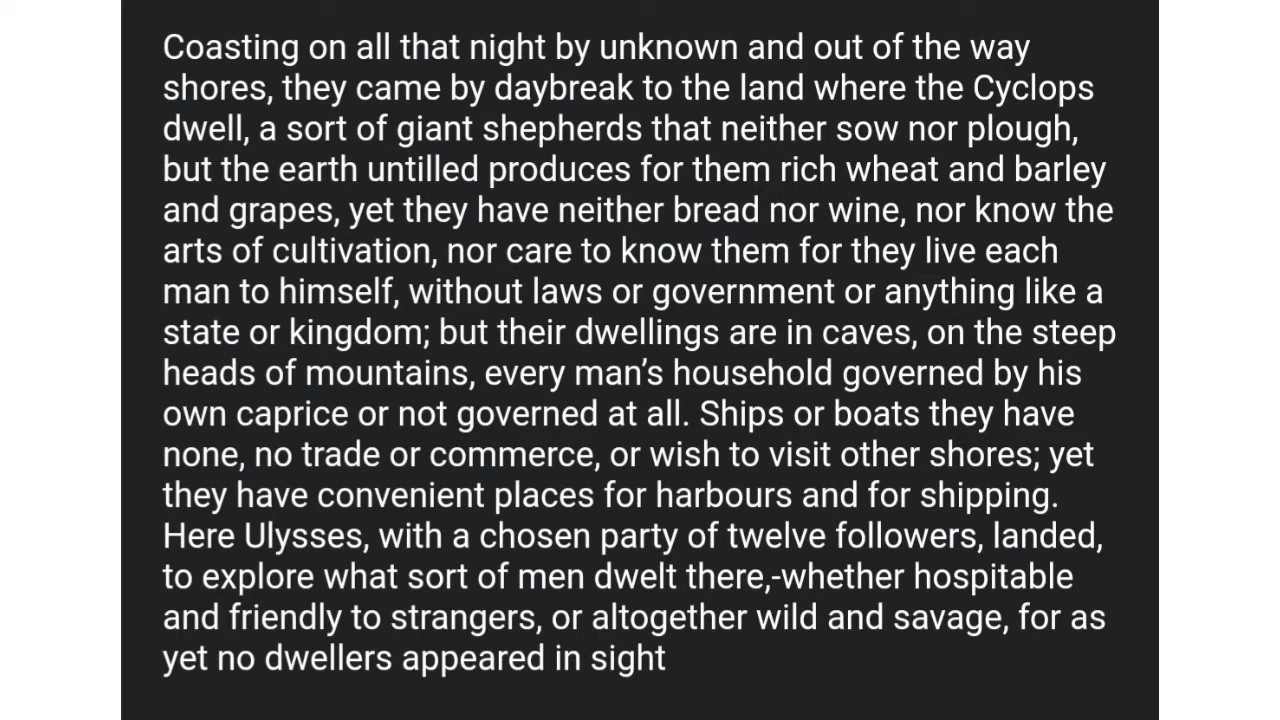 Coasting on all that night by unknown and out of the way
shores, they came by daybreak to the land where the Cyclops
dwell, a sort of giant shepherds that neither sow nor plough,
but the earth untilled produces for them rich wheat and barley
and grapes, yet they have neither bread nor wine, nor know the
arts of cultivation, nor care to know them for they live each
man to himself, without laws or government or anything like a
state or kingdom; but their dwellings are in caves, on the steep
heads of mountains, every man’s household governed by his
own caprice or not governed at all. Ships or boats they have
none, no trade or commerce, or wish to visit other shores; yet
they have convenient places for harbours and for shipping.
Here Ulysses, with a chosen party of twelve followers, landed,
to explore what sort of men dwelt there,-whether hospitable
and friendly to strangers, or altogether wild and savage, for as
yet no dwellers appeared in sight